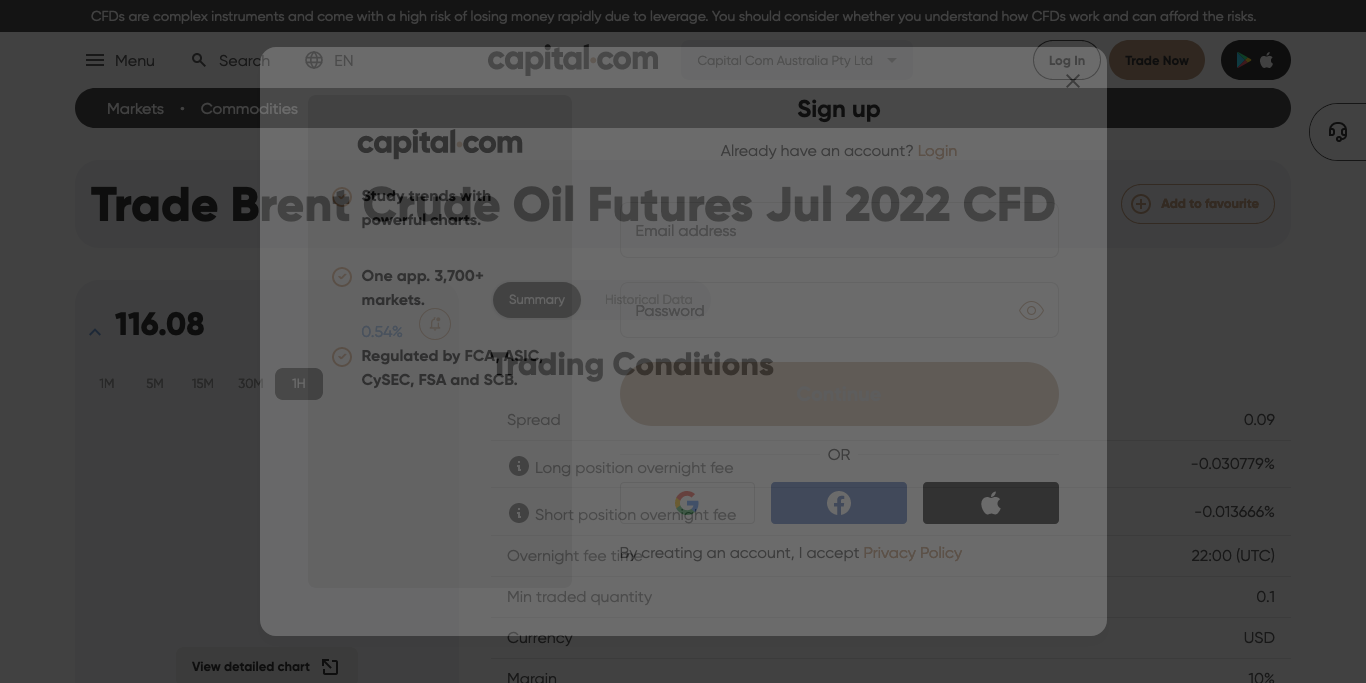 CFDs are complex instruments and come with a high risk of losing money rapidly due to leverage. You should consider whether you understand how CFDs work and can afford the risks.
Menu
Search
EN
capital.com
Capital Com Australia Pty Ltd
Log In
Trade Now
Markets • Commodities
Trade Brent Crude Oil Futures Jul 2022 CFD
Add to favourite
116.08
0.54%
1M 5M 15M 30M 1H
View detailed chart
Summary
Historical Data
Trading Conditions
Spread 0.09
Long position overnight fee -0.030779%
Short position overnight fee -0.013666%
Overnight fee time 22:00 (UTC)
Min traded quantity 0.1
Currency USD
Margin 10%
capital.com
Study trends with
powerful charts.
One app. 3,700+
markets.
Regulated by FCA, ASIC,
CySEC, FSA and SCB.
Sign up
Already have an account? Login
Email address
Password
OR
By creating an account, I accept Privacy Policy